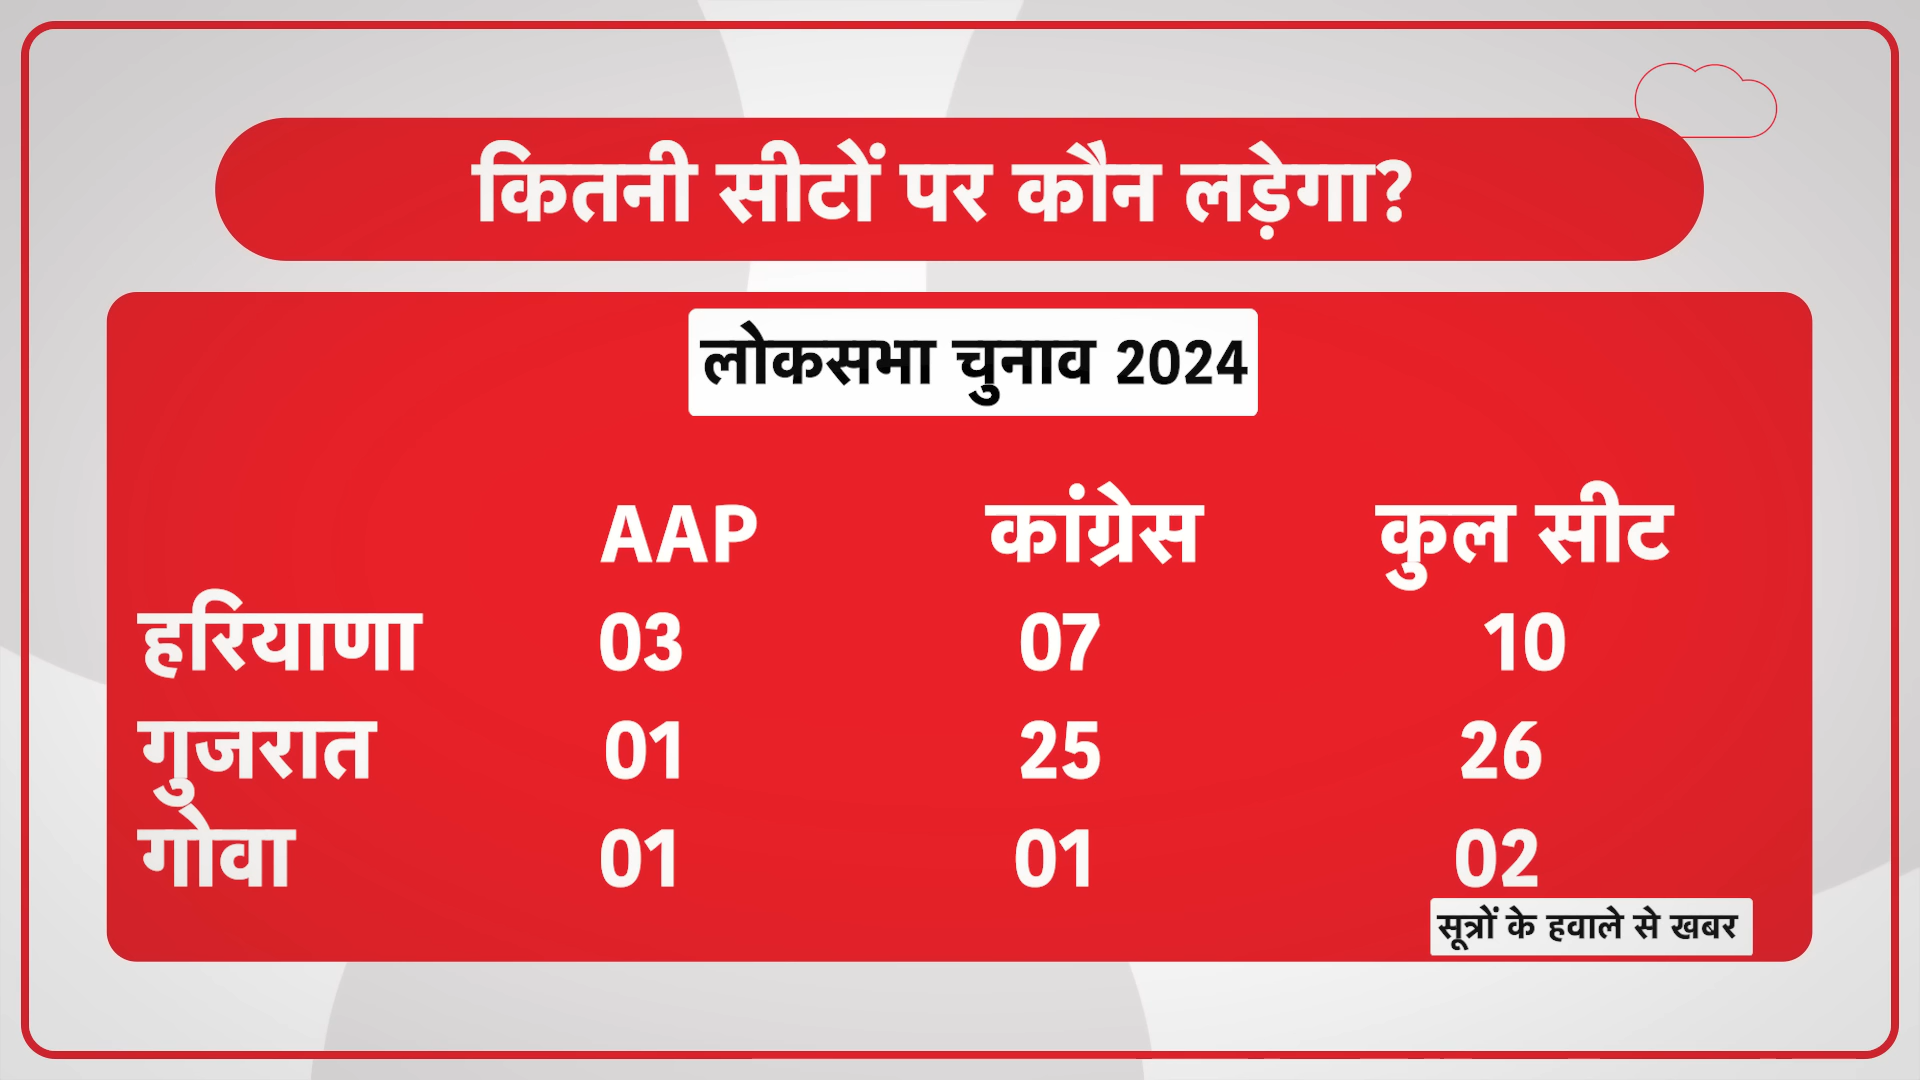 कितनी सीटों पर कौन लड़ेगा?
लोकसभा चुनाव 2024
AAP कांग्रेस कुल सीट
हरियाणा 03 07 10
गुजरात 01 25 26
गोवा 01 01 02
सूत्रों के हवाले से खबर